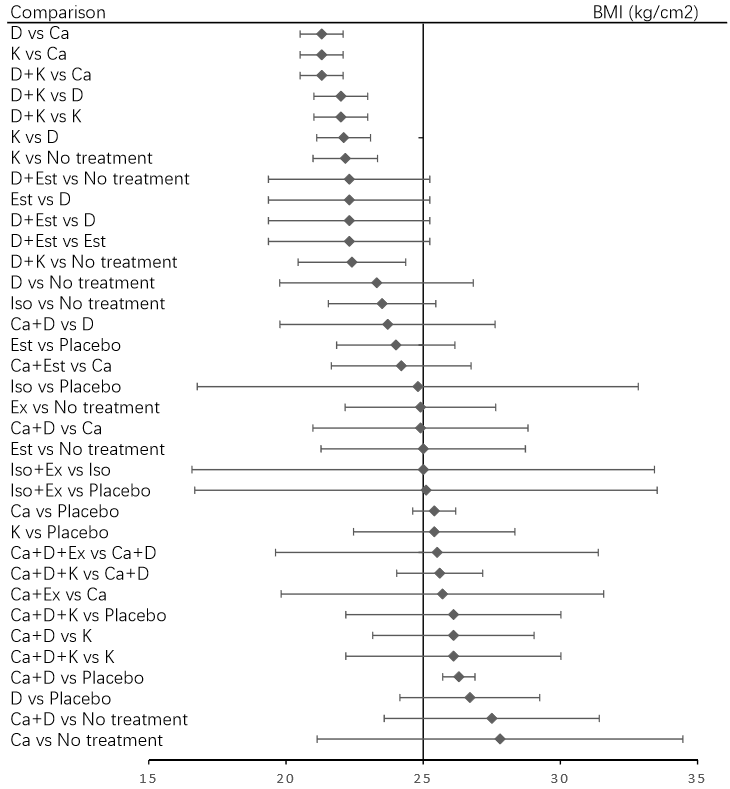 Comparison BMI (kg/cm2)
D vs Ca
K vs Ca
D+K vs Ca
D+K vs D
D+K vs K
K vs D
K vs No treatment
D+Est vs No treatment
Est vs D
D+Est vs D
D+Est vs Est
D+K vs No treatment
D vs No treatment
Iso vs No treatment
Ca+D vs D
Est vs Placebo
Ca+Est vs Ca
Iso vs Placebo
Ex vs No treatment
Ca+D vs Ca
Est vs No treatment
Iso+Ex vs Iso
Iso+Ex vs Placebo
Ca vs Placebo
K vs Placebo
Ca+D+Ex vs Ca+D
Ca+D+K vs Ca+D
Ca+Ex vs Ca
Ca+D+K vs Placebo
Ca+D vs K
Ca+D+K vs K
Ca+D vs Placebo
D vs Placebo
Ca+D vs No treatment
Ca vs No treatment
15 20 25 30 35